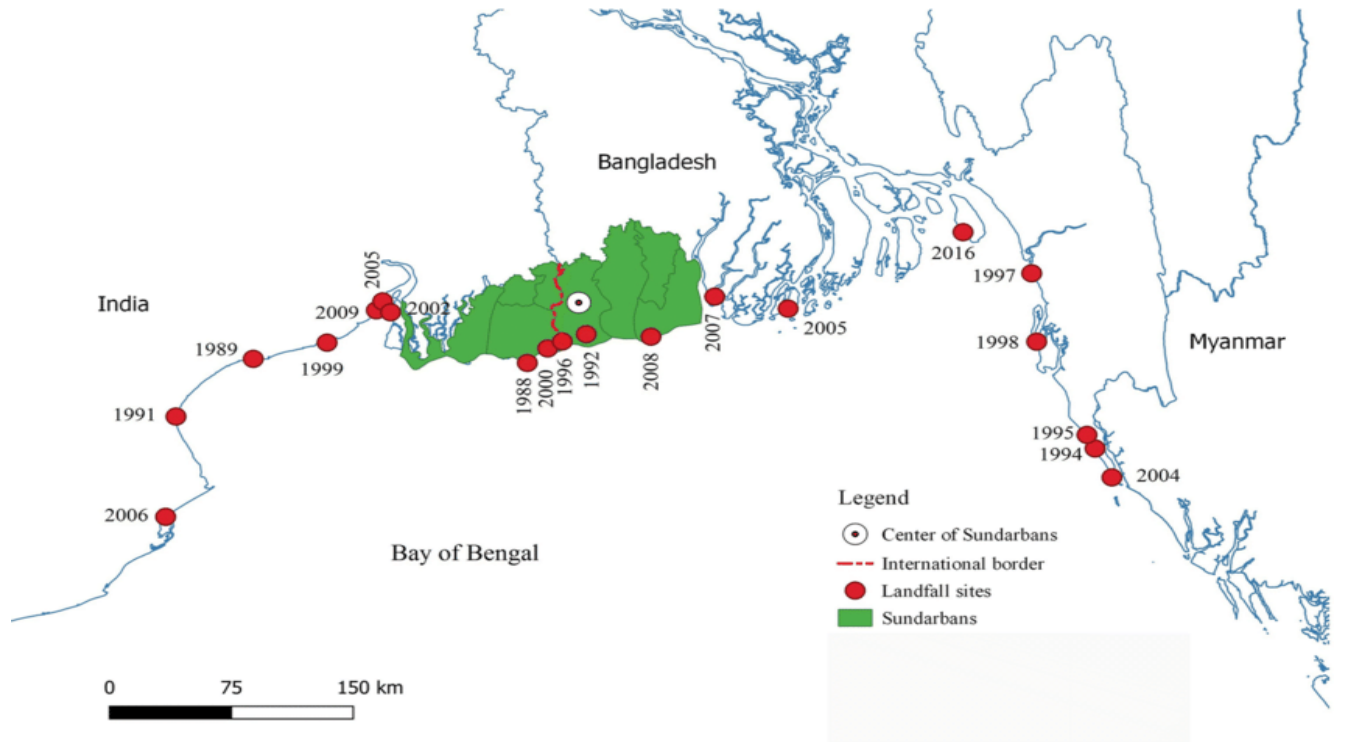 Bangladesh
2016
2005
1997
India
2009
2002
2007
2005
1989
1999
1998
Myanmar
1988
2000
1996
1992
2008
1991
1995
1994
2004
2006
Bay of Bengal
Legend
Center of Sundarbans
International border
Landfall sites
Sundarbans
0 75 150 km